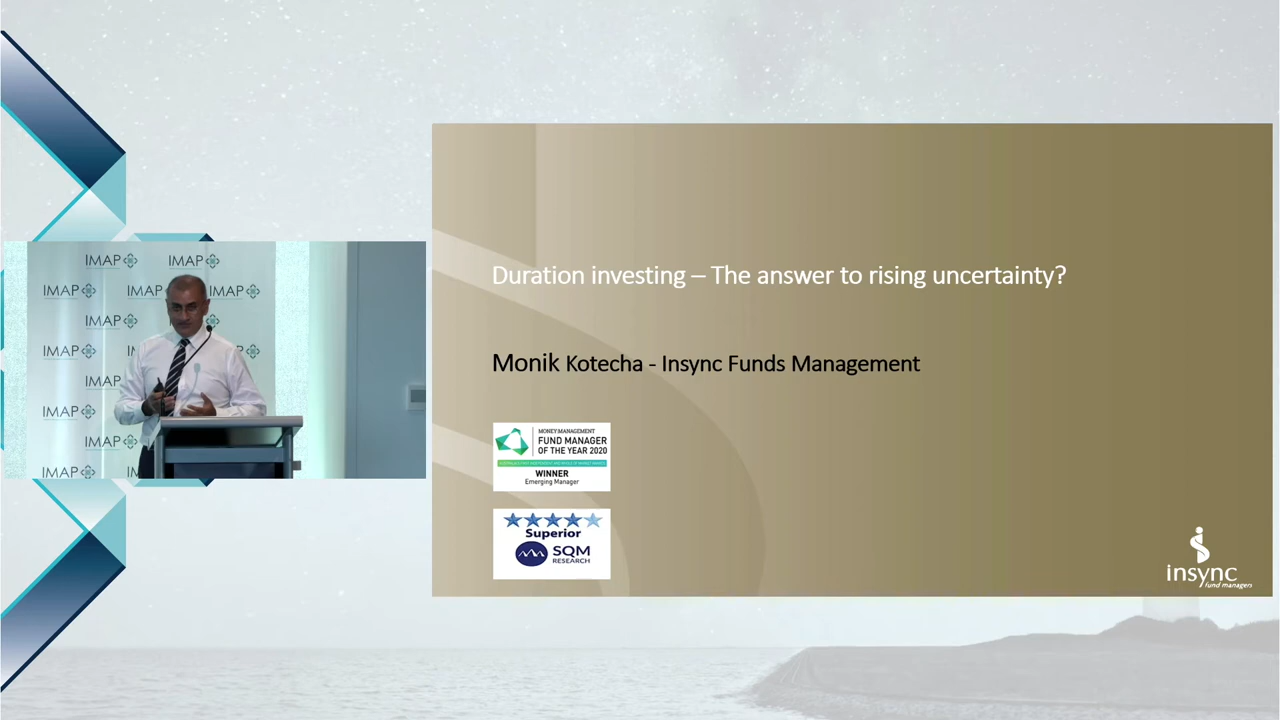 IMAP IMAP
IMAP IMAP IMAP
IMAP
IMAP
IMAP
IMAP
IMAP
IMAP
Duration investing – The answer to rising uncertainty?
Monik Kotecha - Insync Funds Management
MONEY MANAGEMENT
FUND MANAGER
OF THE YEAR 2020
WINNER
Emerging Manager
Superior
SQM
RESEARCH
insync
fund managers